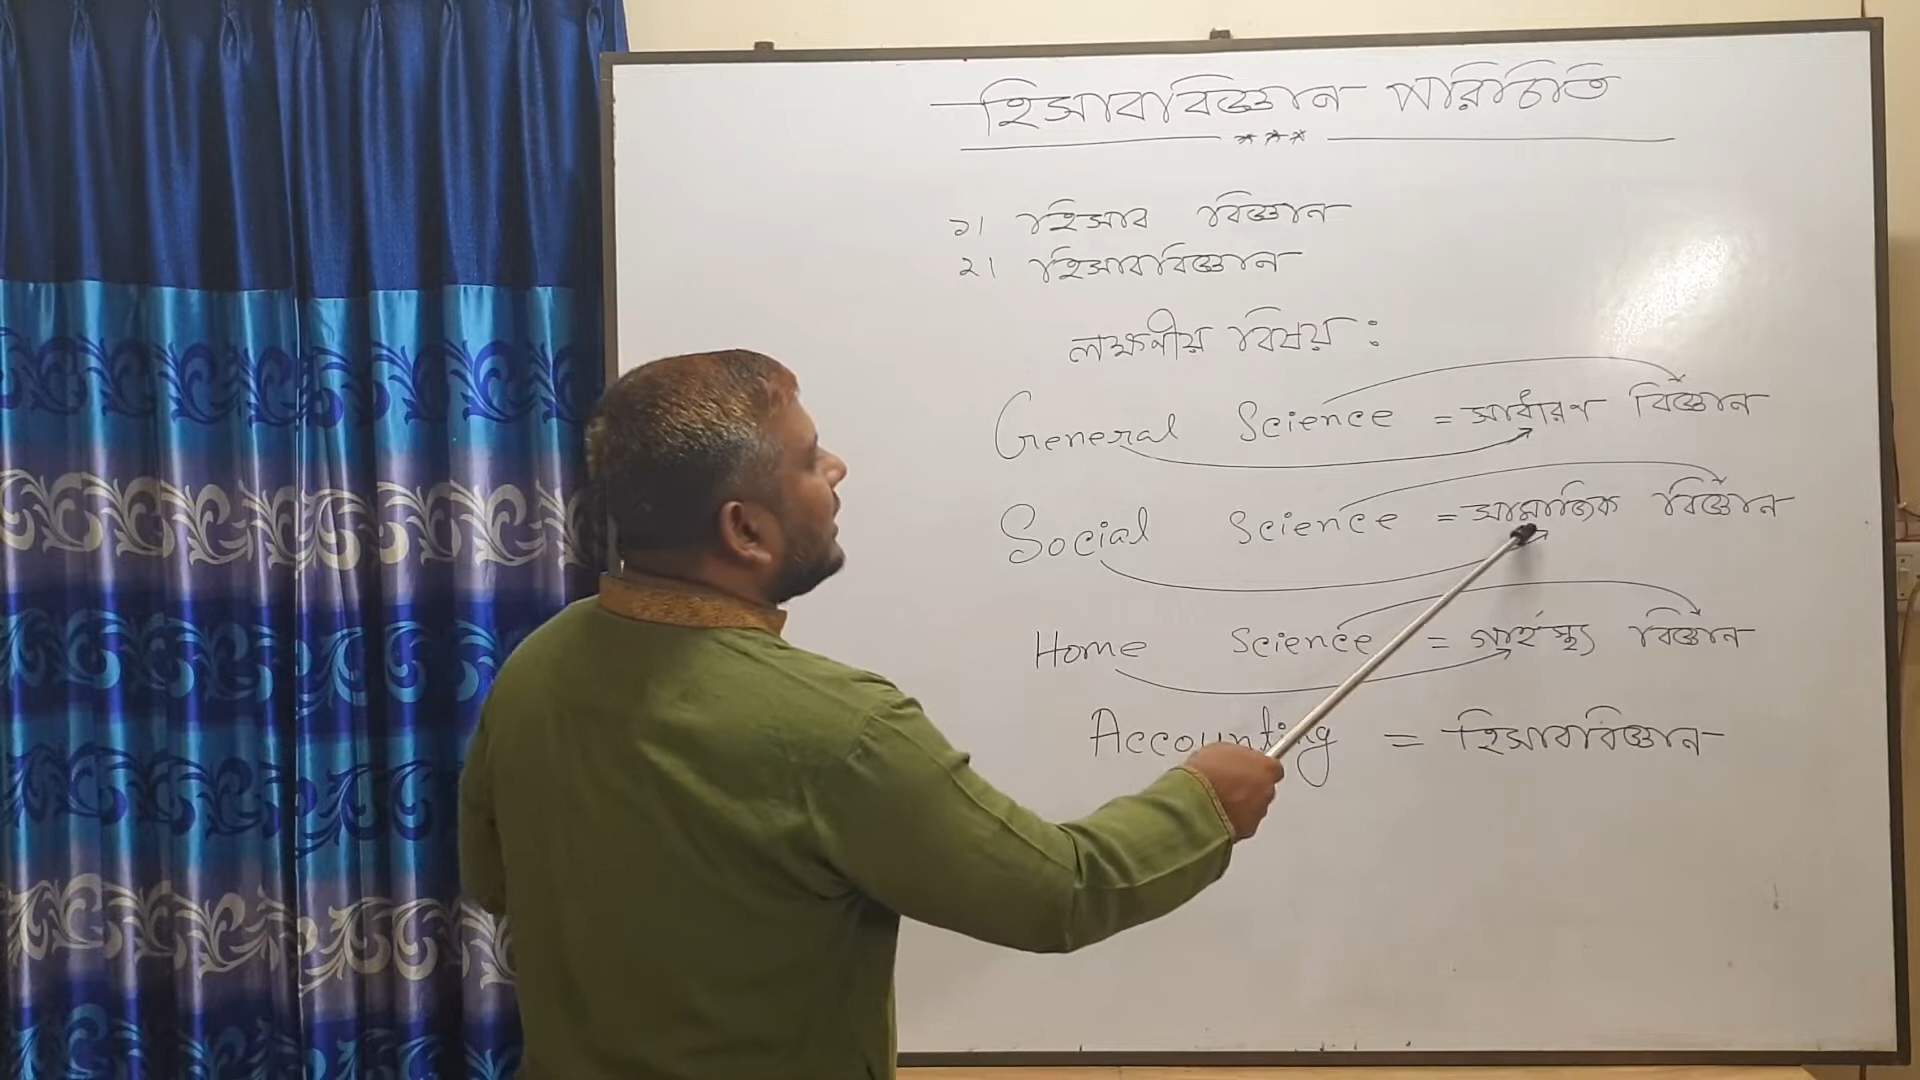 হিসাববিজ্ঞান পরিচিতি
***
১। হিসাব বিজ্ঞান
২। হিসাববিজ্ঞান
লক্ষণীয় বিষয় :
General Science = সাধারণ বিজ্ঞান
Social Science = সামাজিক বিজ্ঞান
Home Science = গার্হস্থ্য বিজ্ঞান
Accounting = হিসাববিজ্ঞান